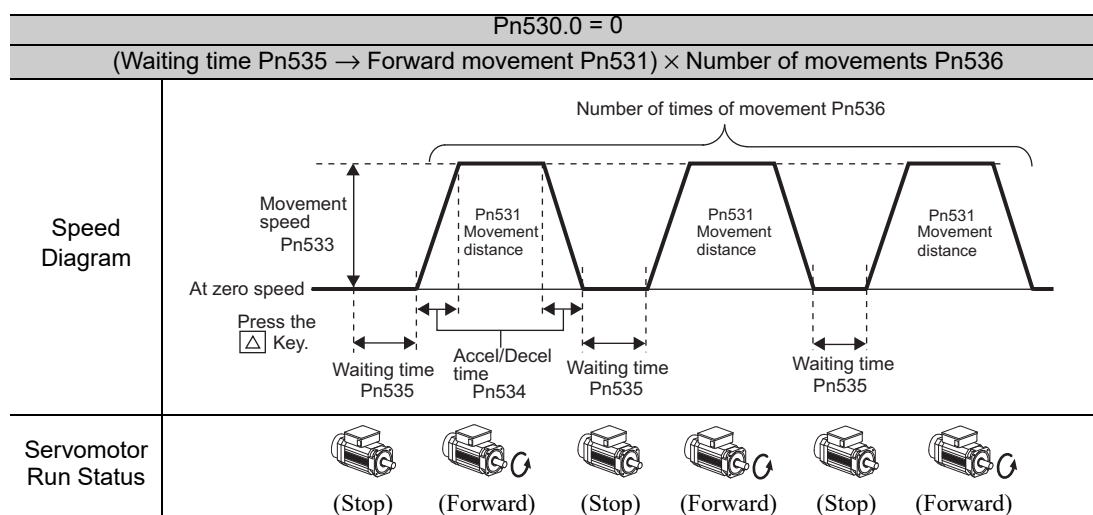 Pn530.0 = 0
(Waiting time Pn535 → Forward movement Pn531) × Number of movements Pn536
Speed
Diagram
Number of times of movement Pn536
Movement
speed
Pn533
Pn531
Movement
distance
Pn531
Movement
distance
Pn531
Movement
distance
At zero speed
Press the
△ Key.
Waiting time
Pn535
Accel/Decel
time
Pn534
Waiting time
Pn535
Waiting time
Pn535
Servomotor
Run Status
(Stop) (Forward) (Stop) (Forward) (Stop) (Forward)